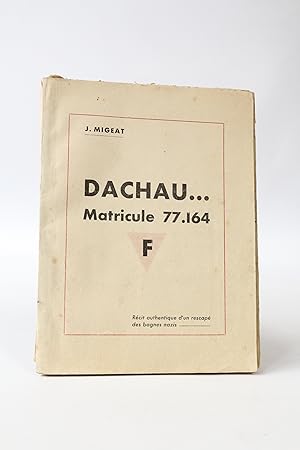 J. MIGEAT
DACHAU...
Matricule 77.164
F
Récit authentique d'un rescapé
des bagnes nazis